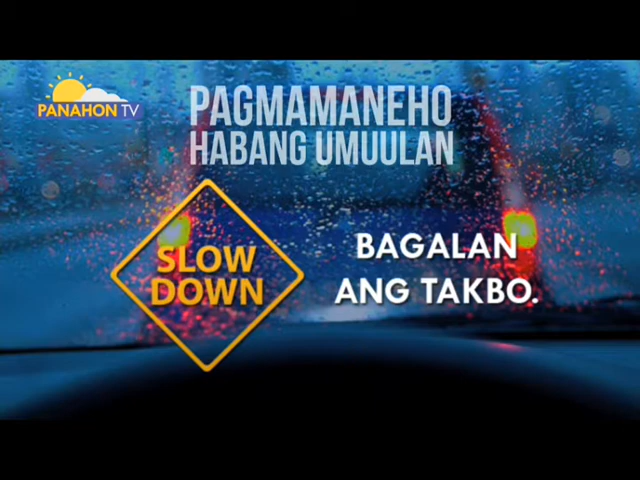 PANAHON TV
PAGMAMANEHO
HABANG UMUULAN
SLOW
DOWN
BAGALAN
ANG TAKBO.